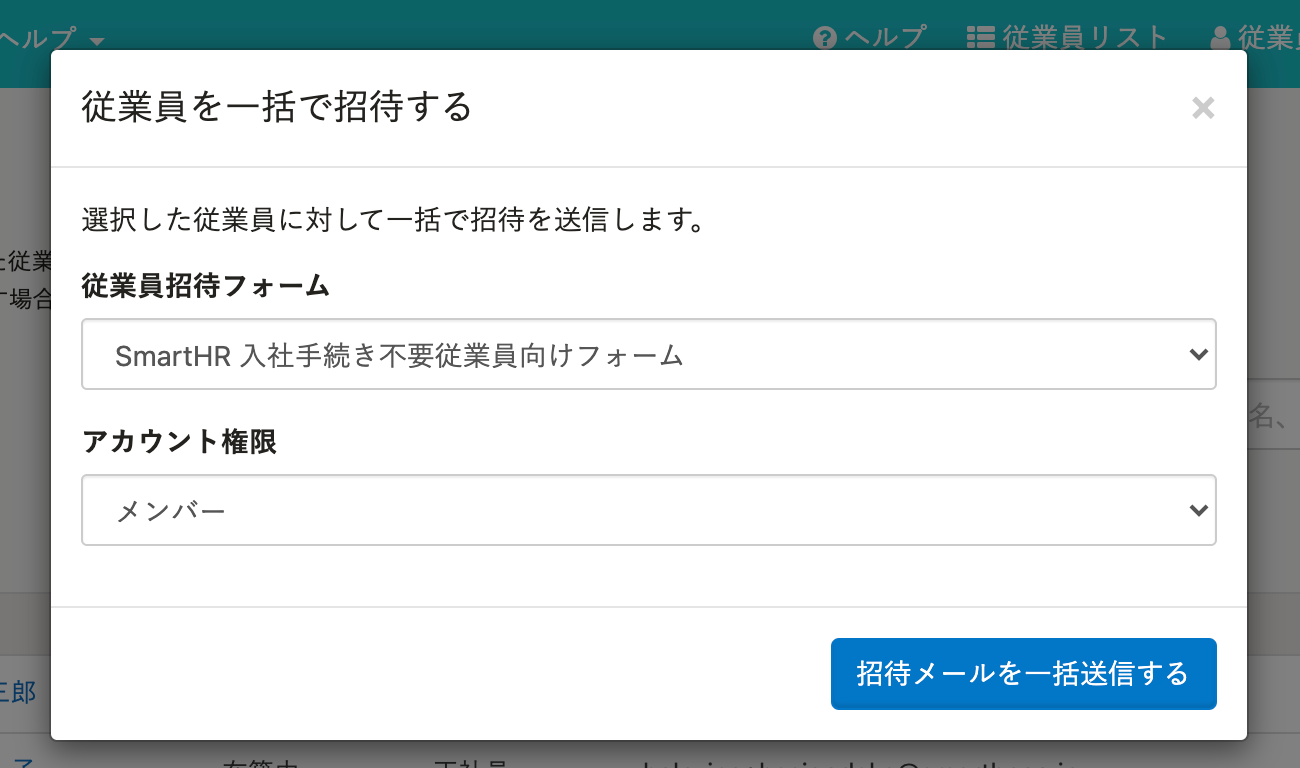 ヘルプ
ヘルプ
従業員リスト
従業員を一括で招待する
×
選択した従業員に対して一括で招待を送信します。
従業員招待フォーム
SmartHR 入社手続き不要従業員向けフォーム
アカウント権限
メンバー
招待メールを一括送信する
従業
場合
名、
三郎